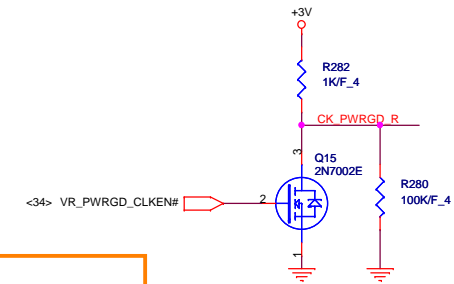 +3V
R282
1K/F_4
CK_PWRGD_R
3
Q15
2N7002E
<34> VR_PWRGD_CLKEN#
2
R280
100K/F_4
1